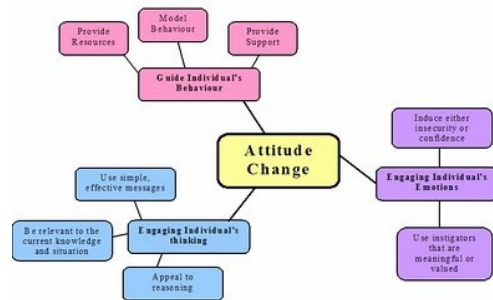 Model
Behaviour
Provide
Resources
Provide
Support
Guide Individual's
Behaviour
Induce either
insecurity or
confidence
Attitude
Change
Engaging Individual's
Emotions
Use simple,
effective messages
Be relevant to the
current knowledge
and situation
Engaging Individual's
thinking
Use instigators
that are
meaningful or
valued
Appeal to
reasoning